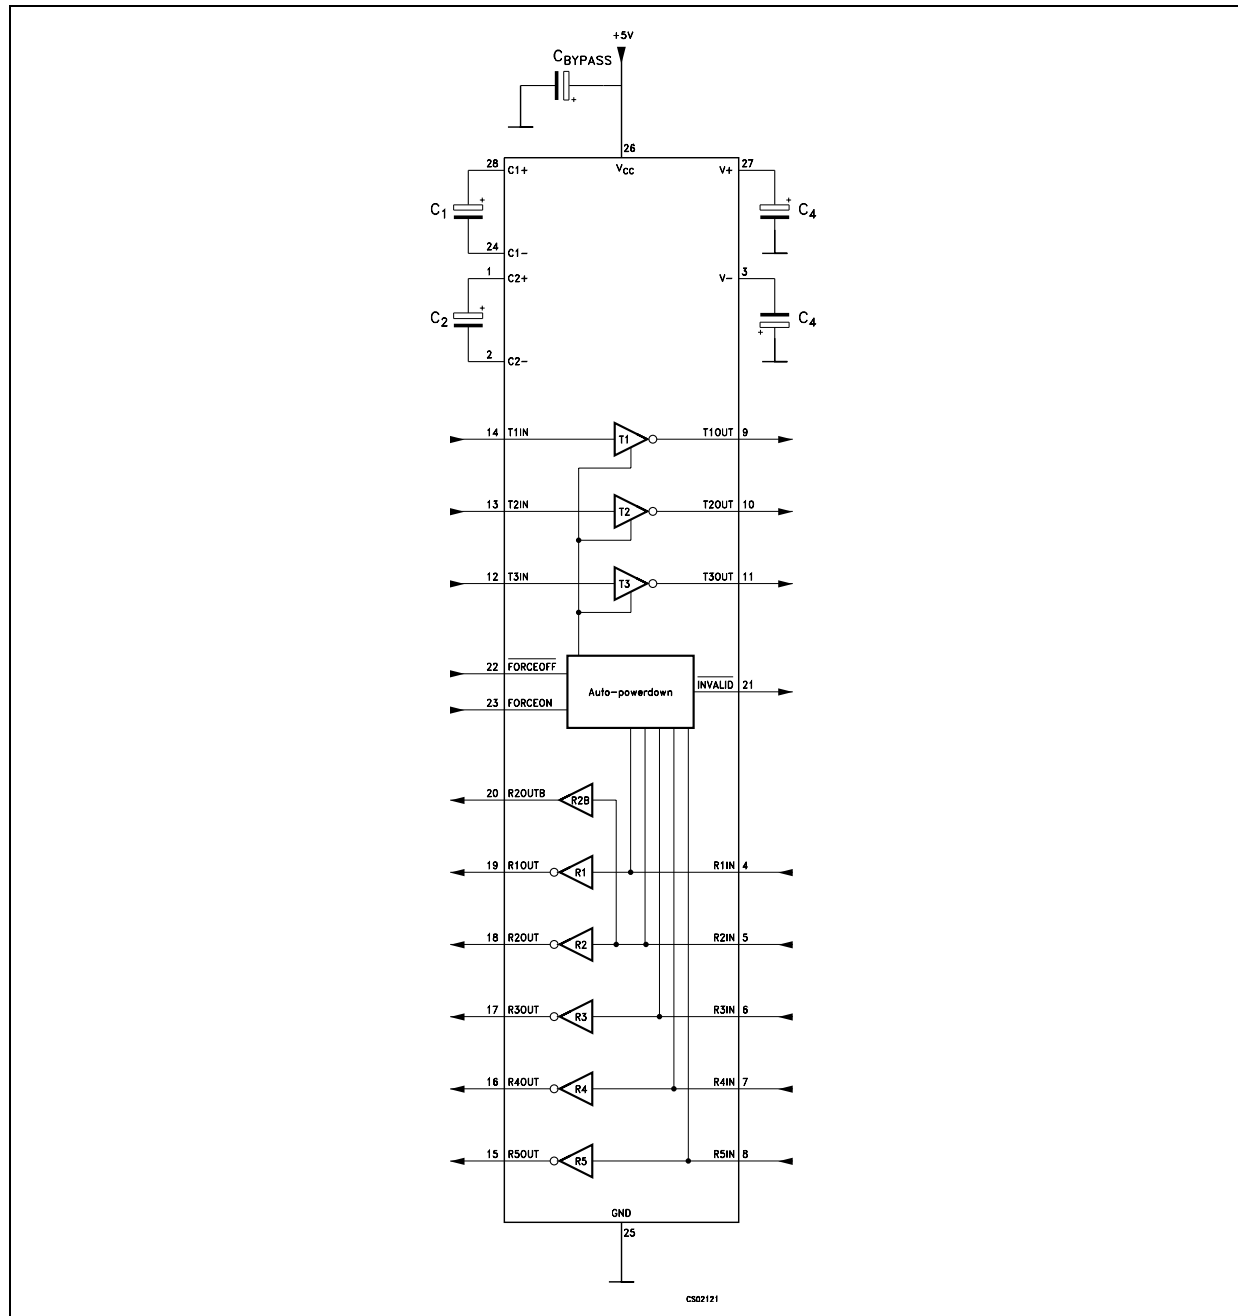 +5V
CBYPASS
+
26
28 C1+ VCC V+ 27
C1 + + C4
24 C1-
1 C2+ V- 3
C2 + C4
+
2 C2-
14 T1IN T1 T1OUT 9
13 T2IN T2 T2OUT 10
12 T3IN T3 T3OUT 11
22 FORCEOFF
Auto-powerdown INVALID 21
23 FORCEON
20 R2OUTB R2B
19 R1OUT R1 R1IN 4
18 R2OUT R2 R2IN 5
17 R3OUT R3 R3IN 6
16 R4OUT R4 R4IN 7
15 R5OUT R5 R5IN 8
GND
25
CS02121